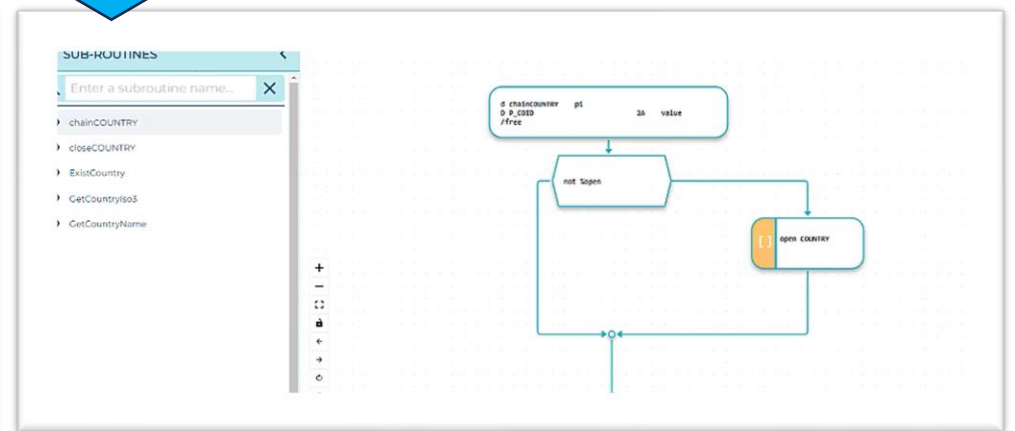 SUB-ROUTINES
Enter a subroutine name...
chainCOUNTRY
closeCOUNTRY
ExistCountry
GetCountryIso3
GetCountryName
d chainCOUNTRY pi
D P_COID 2A value
/free
not %open
[ ] open COUNTRY